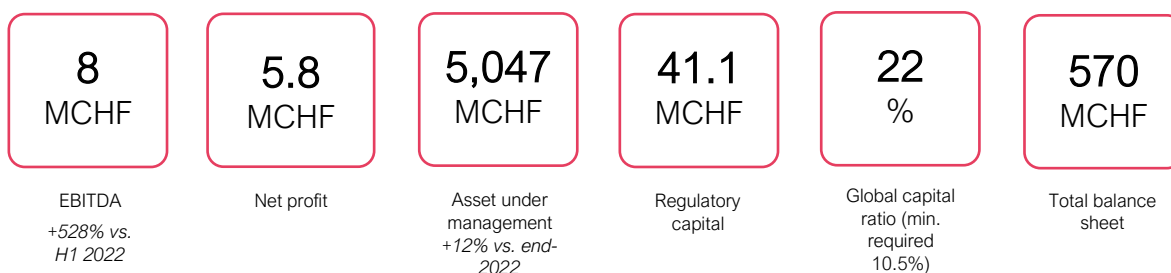 8
MCHF
EBITDA
+528% vs.
H1 2022
5.8
MCHF
Net profit
5,047
MCHF
Asset under
management
+12% vs. end-
2022
41.1
MCHF
Regulatory
capital
22
%
Global capital
ratio (min.
required
10.5%)
570
MCHF
Total balance
sheet